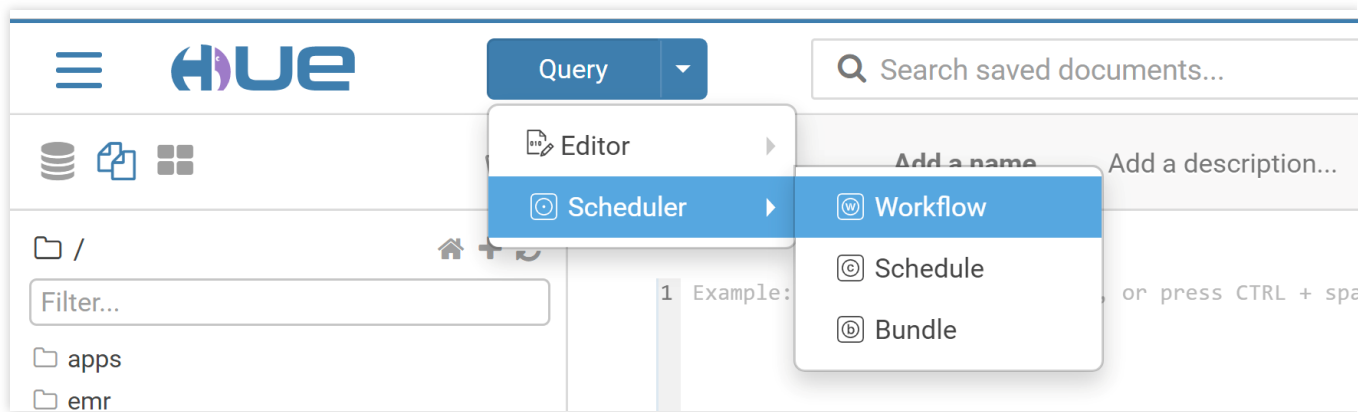 HUE
Query
Search saved documents...
Editor
Add a name
Add a description...
Scheduler
Workflow
/
Schedule
Filter...
1 Example:
, or press CTRL + spa
Bundle
apps
emr